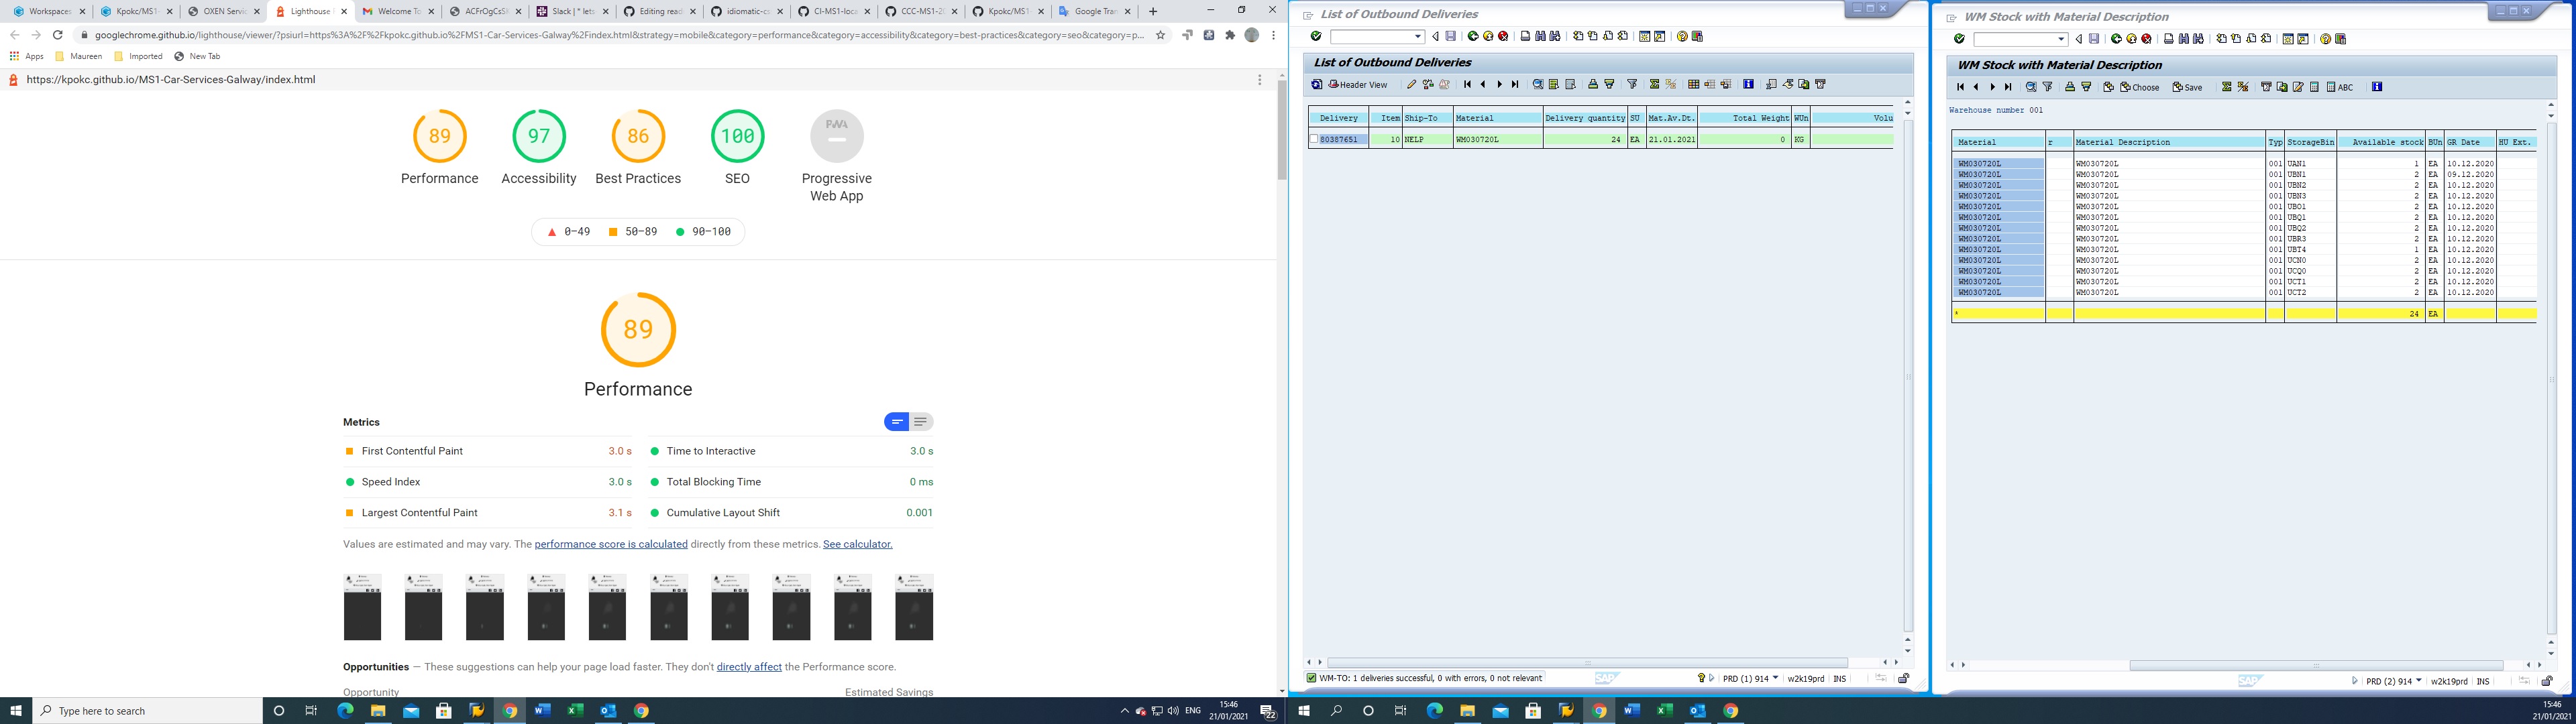 Workspaces
Kpokc/MS1-
OXEN Servic
Lighthouse
Welcome To
ACFrOgCsS
Slack | * lets
Editing read
idiomatic-cs
CI-MS1-loca
CCC-MS1-20
Kpokc/MS1-
Google Tran
googlechrome.github.io/lighthouse/viewer/?psiurl=https%3A%2F%2Fkpokc.github.io%2FMS1-Car-Services-Galway%2Findex.html&strategy=mobile&category=performance&category=accessibility&category=best-practices&category=seo&category=p...
Apps Maureen Imported New Tab
https://kpokc.github.io/MS1-Car-Services-Galway/index.html
89 97 86 100 PWA
Performance Accessibility Best Practices SEO Progressive
Web App
0–49 50–89 90–100
89
Performance
Metrics
First Contentful Paint 3.0 s Time to Interactive 3.0 s
Speed Index 3.0 s Total Blocking Time 0 ms
Largest Contentful Paint 3.1 s Cumulative Layout Shift 0.001
Values are estimated and may vary. The performance score is calculated directly from these metrics. See calculator.
Opportunities — These suggestions can help your page load faster. They don't directly affect the Performance score.
Opportunity Estimated Savings
Type here to search
ENG 15:46
21/01/2021
22
List of Outbound Deliveries
List of Outbound Deliveries
Header View
Delivery Item Ship-To Material Delivery quantity SU Mat.Av.Dt. Total Weight WUn Volu
80387651 10 NELP WM030720L 24 EA 21.01.2021 0 KG
WM-TO: 1 deliveries successful, 0 with errors, 0 not relevant
SAP
PRD (1) 914 w2k19prd INS
WM Stock with Material Description
WM Stock with Material Description
Choose Save ABC
Warehouse number 001
Material r Material Description Typ StorageBin Available stock BUn GR Date HU Ext.
WM030720L WM030720L 001 UAN1 1 EA 10.12.2020
WM030720L WM030720L 001 UBN1 2 EA 09.12.2020
WM030720L WM030720L 001 UBN2 2 EA 10.12.2020
WM030720L WM030720L 001 UBN3 2 EA 10.12.2020
WM030720L WM030720L 001 UBO1 2 EA 10.12.2020
WM030720L WM030720L 001 UBQ1 2 EA 10.12.2020
WM030720L WM030720L 001 UBQ2 2 EA 10.12.2020
WM030720L WM030720L 001 UBR3 2 EA 10.12.2020
WM030720L WM030720L 001 UBT4 1 EA 10.12.2020
WM030720L WM030720L 001 UCN0 2 EA 10.12.2020
WM030720L WM030720L 001 UCQ0 2 EA 10.12.2020
WM030720L WM030720L 001 UCT1 2 EA 10.12.2020
WM030720L WM030720L 001 UCT2 2 EA 10.12.2020
* 24 EA
SAP
PRD (2) 914 w2k19prd INS
15:46
21/01/2021